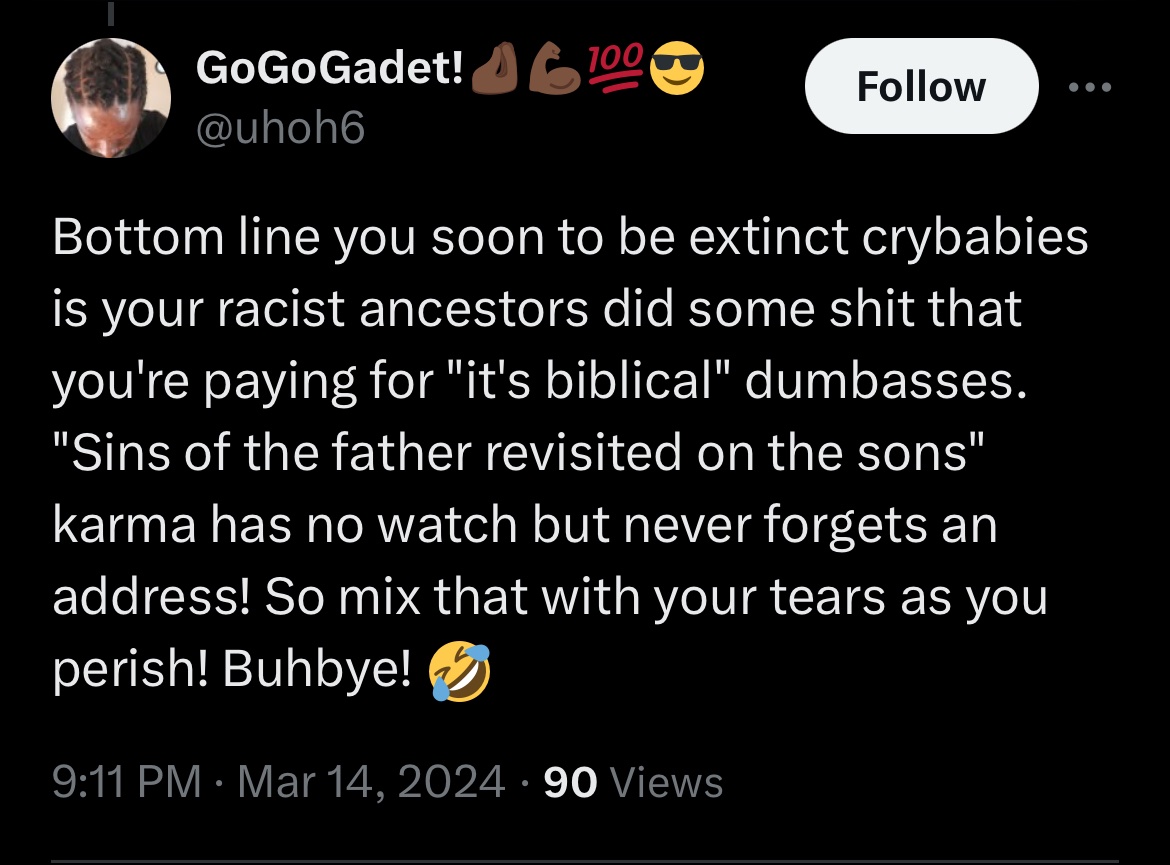 GoGoGadet!🤌🏾💪🏾💯😎
@uhoh6
Follow
Bottom line you soon to be extinct crybabies
is your racist ancestors did some shit that
you're paying for "it's biblical" dumbasses.
"Sins of the father revisited on the sons"
karma has no watch but never forgets an
address! So mix that with your tears as you
perish! Buhbye! 🤣
9:11 PM · Mar 14, 2024 · 90 Views